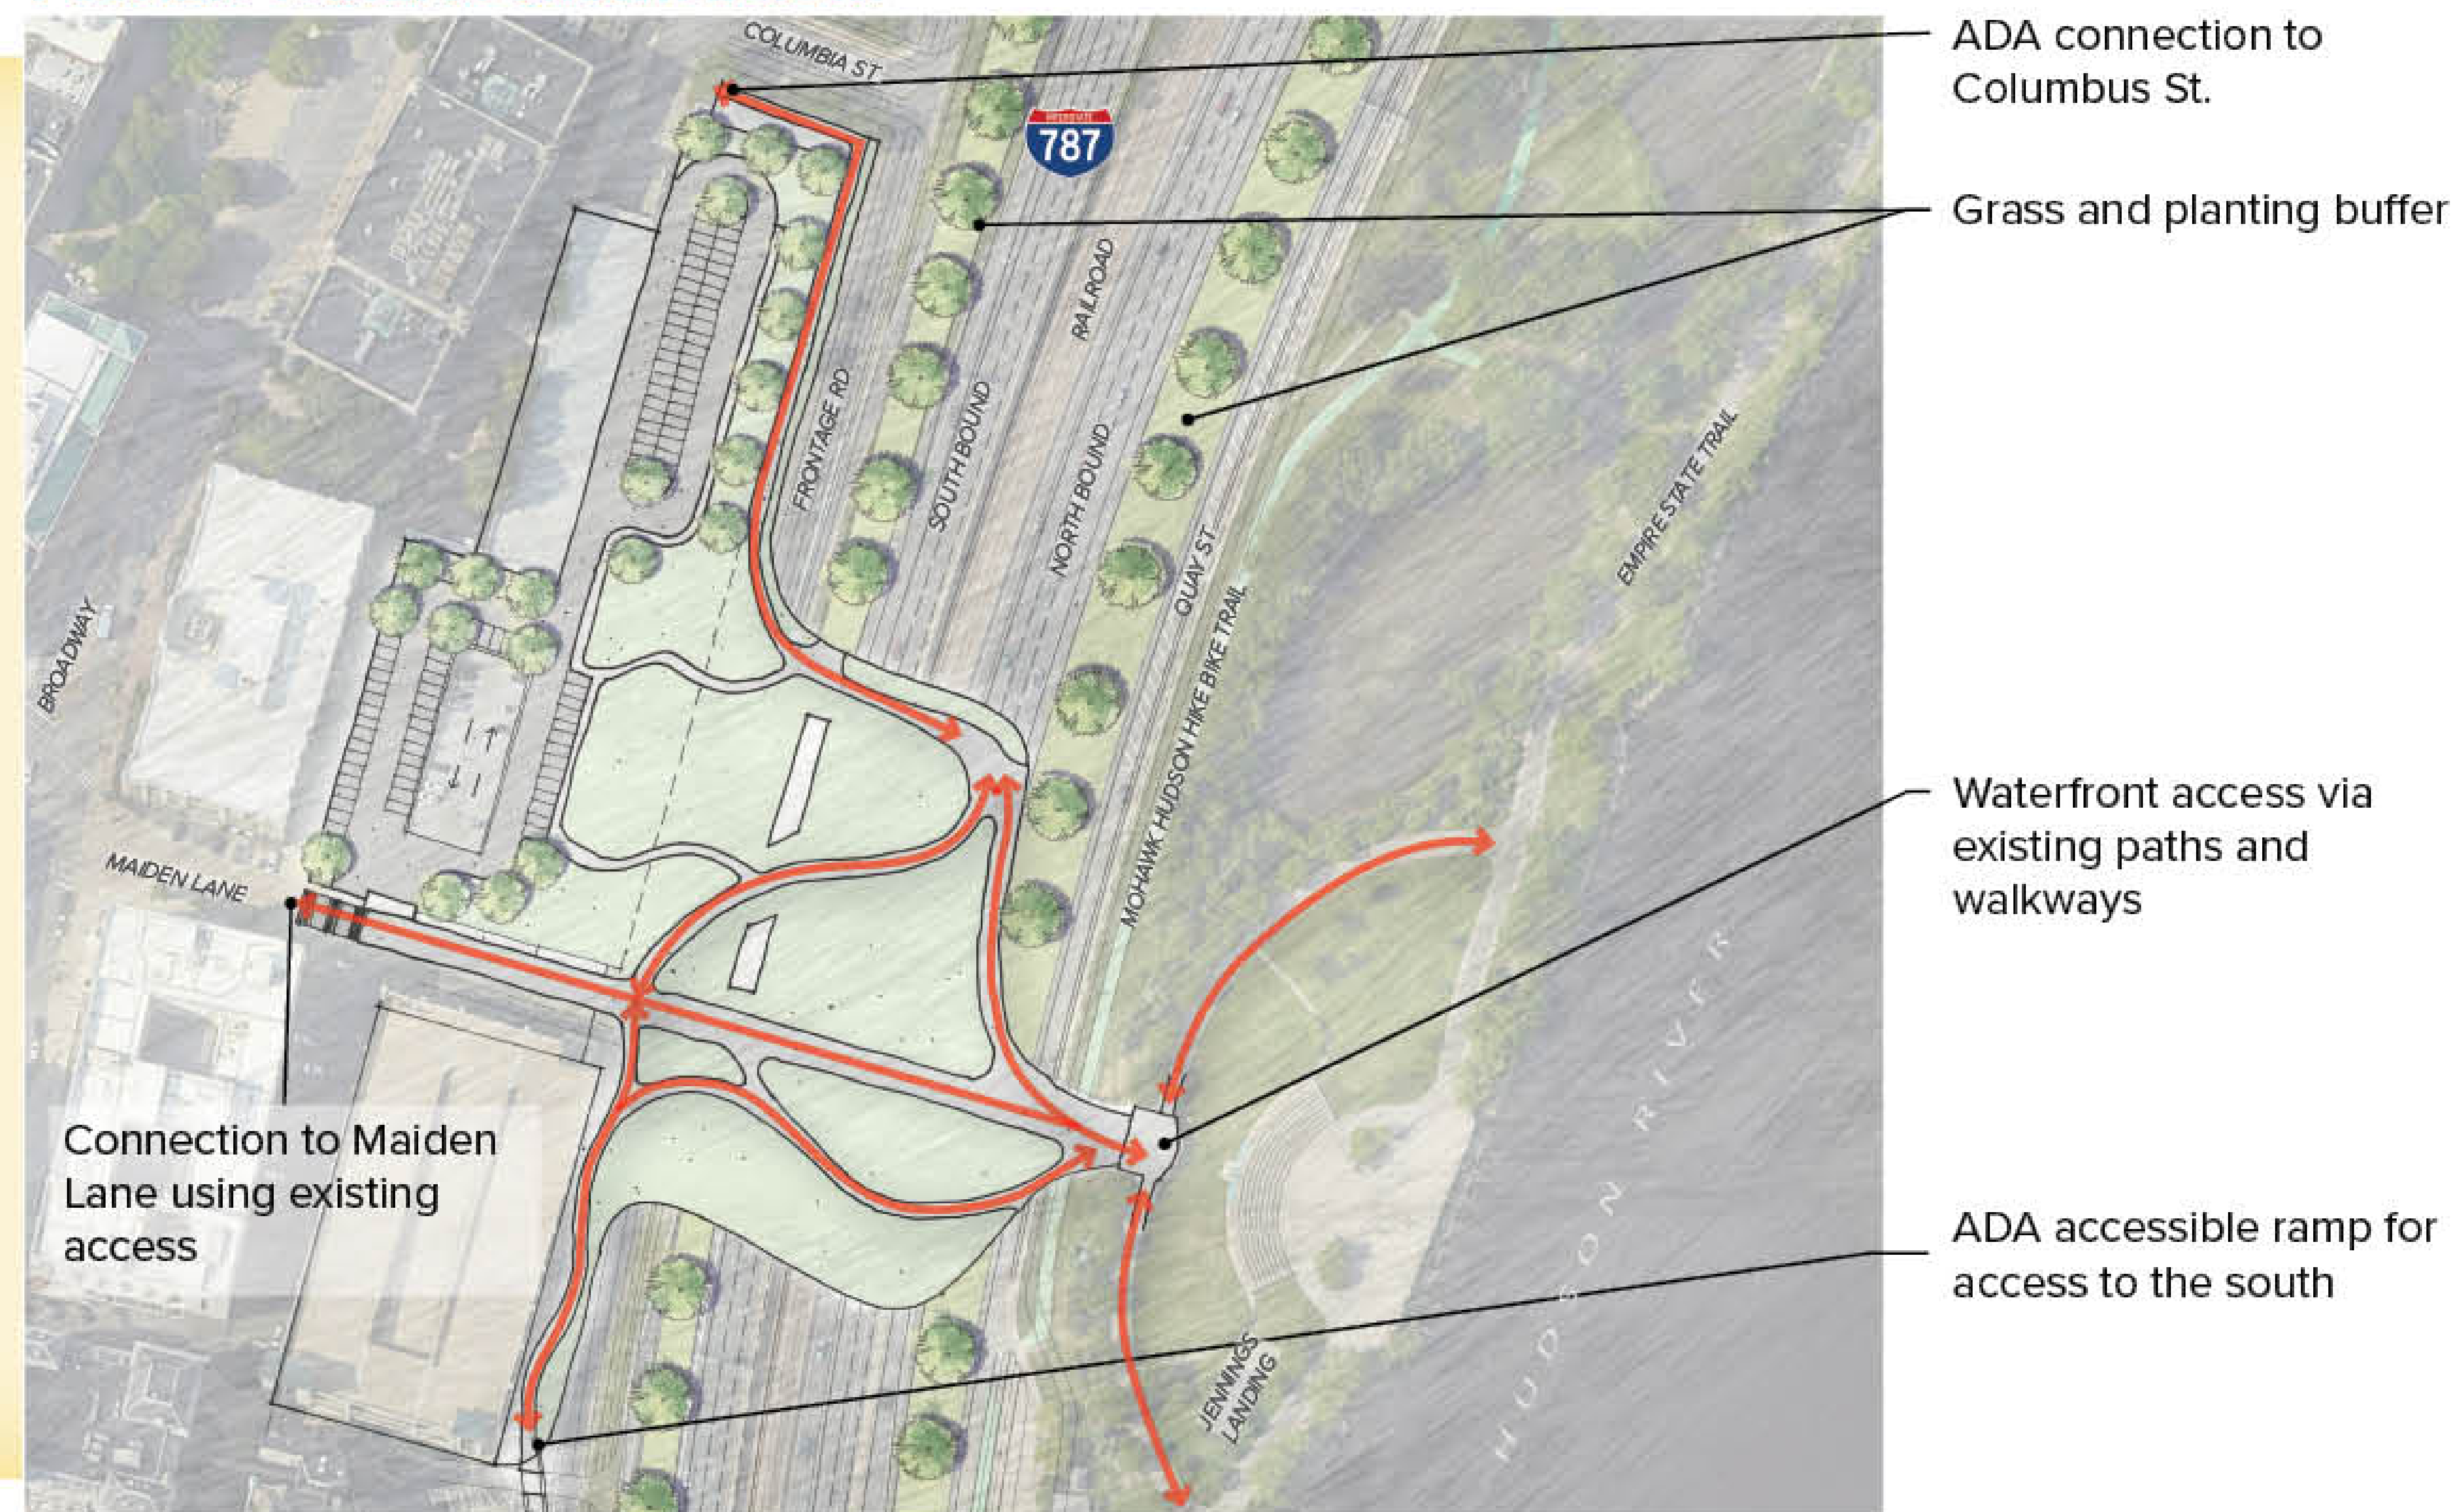 COLUMBIA ST
ADA connection to
Columbus St.
INTERSTATE
787
Grass and planting buffer
RAILROAD
FRONTAGE RD
SOUTH BOUND
NORTH BOUND
QUAY ST.
EMPIRE STATE TRAIL
MOHAWK HUDSON HIKE BIKE TRAIL
BROADWAY
MAIDEN LANE
Waterfront access via
existing paths and
walkways
Connection to Maiden
Lane using existing
access
ADA accessible ramp for
access to the south
HUDSON RIVER
JENNINGS
LANDING